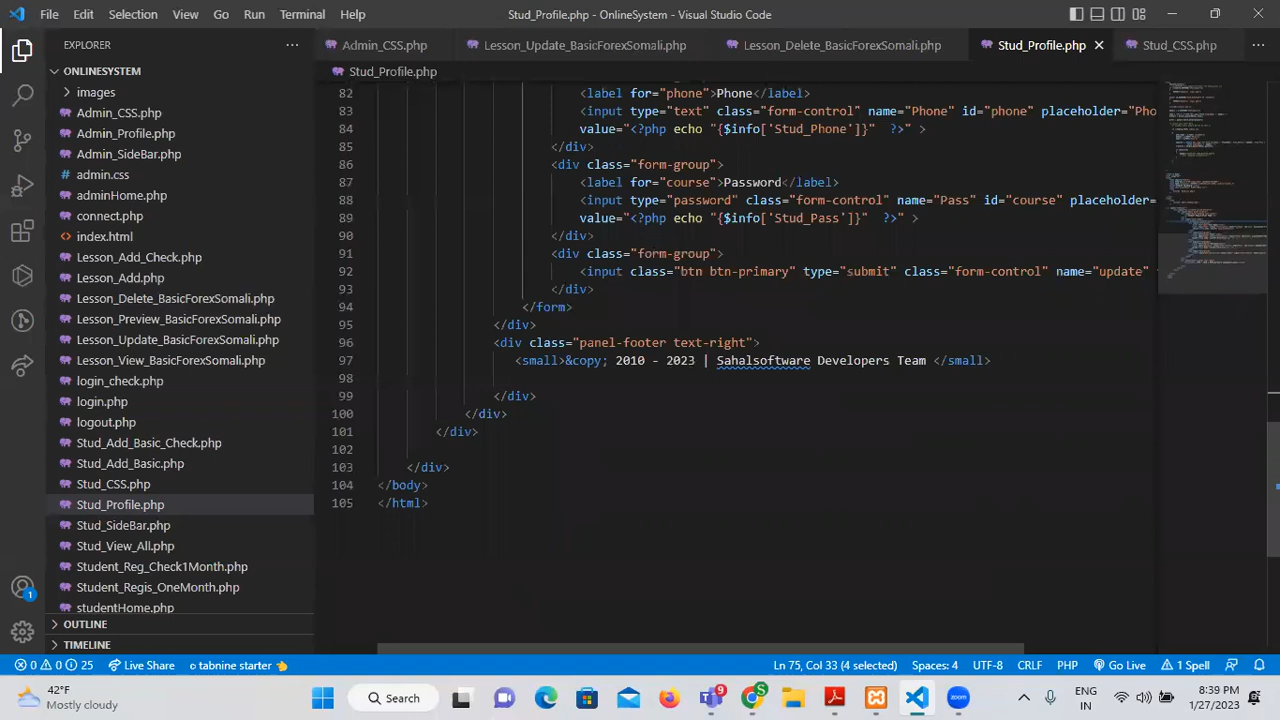 File Edit Selection View Go Run Terminal Help
Stud_Profile.php - OnlineSystem - Visual Studio Code
EXPLORER
Admin_CSS.php Lesson_Update_BasicForexSomali.php Lesson_Delete_BasicForexSomali.php Stud_Profile.php Stud_CSS.php
ONLINESYSTEM
Stud_Profile.php
images
Admin_CSS.php
Admin_Profile.php
Admin_SideBar.php
admin.css
adminHome.php
connect.php
index.html
Lesson_Add_Check.php
Lesson_Add.php
Lesson_Delete_BasicForexSomali.php
Lesson_Preview_BasicForexSomali.php
Lesson_Update_BasicForexSomali.php
Lesson_View_BasicForexSomali.php
login_check.php
login.php
logout.php
Stud_Add_Basic_Check.php
Stud_Add_Basic.php
Stud_CSS.php
Stud_Profile.php
Stud_SideBar.php
Stud_View_All.php
Student_Reg_Check1Month.php
Student_Regis_OneMonth.php
studentHome.php
OUTLINE
TIMELINE
82 <label for="phone">Phone</label>
83 <input type="text" class="form-control" name="Phone" id="phone" placeholder="Pho
84 value="<?php echo "{$info['Stud_Phone']}" ?>">
85 </div>
86 <div class="form-group">
87 <label for="course">Password</label>
88 <input type="password" class="form-control" name="Pass" id="course" placeholder=
89 value="<?php echo "{$info['Stud_Pass']}" ?>" >
90 </div>
91 <div class="form-group">
92 <input class="btn btn-primary" type="submit" class="form-control" name="update"
93 </div>
94 </form>
95 </div>
96 <div class="panel-footer text-right">
97 <small>&copy; 2010 - 2023 | Sahalsoftware Developers Team </small>
98
99 </div>
100 </div>
101 </div>
102
103 </div>
104 </body>
105 </html>
0 0 25 Live Share tabnine starter
Ln 75, Col 33 (4 selected) Spaces: 4 UTF-8 CRLF PHP Go Live 1 Spell
42°F
Mostly cloudy
Search
9
S
zoom
ENG
IN
8:39 PM
1/27/2023
1